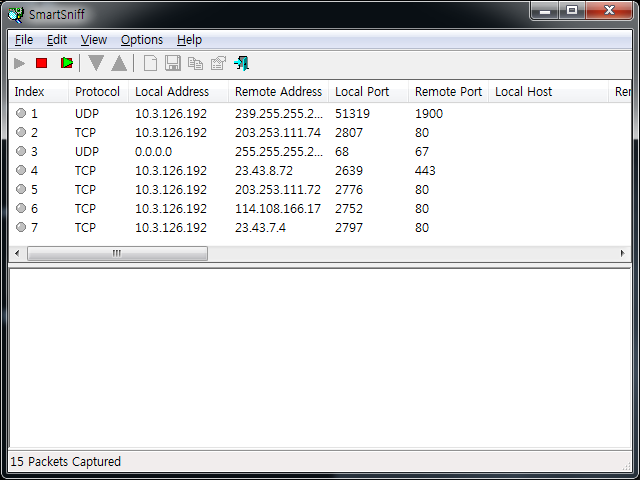 SmartSniff
File Edit View Options Help
Index Protocol Local Address Remote Address Local Port Remote Port Local Host Rer
1 UDP 10.3.126.192 239.255.255.2... 51319 1900
2 TCP 10.3.126.192 203.253.111.74 2807 80
3 UDP 0.0.0.0 255.255.255.2... 68 67
4 TCP 10.3.126.192 23.43.8.72 2639 443
5 TCP 10.3.126.192 203.253.111.72 2776 80
6 TCP 10.3.126.192 114.108.166.17 2752 80
7 TCP 10.3.126.192 23.43.7.4 2797 80
15 Packets Captured